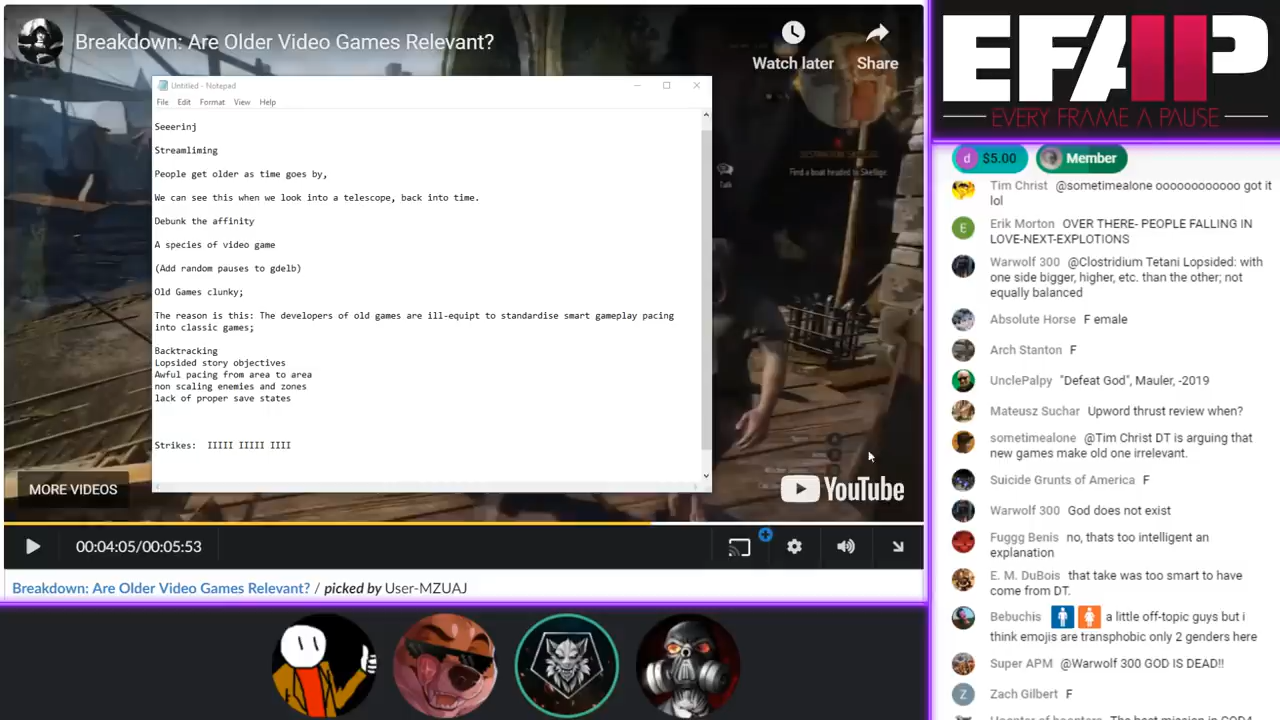 Breakdown: Are Older Video Games Relevant?
Watch later
Share
Untitled - Notepad
File Edit Format View Help
Seeerinj
Streamliming
People get older as time goes by,
We can see this when we look into a telescope, back into time.
Debunk the affinity
A species of video game
(Add random pauses to gdelb)
Old Games clunky;
The reason is this: The developers of old games are ill-equipt to standardise smart gameplay pacing
into classic games;
Backtracking
Lopsided story objectives
Awful pacing from area to area
non scaling enemies and zones
lack of proper save states
Strikes: IIIII IIIII IIII
Find a boat headed to Skellige.
Talk
MORE VIDEOS
YouTube
00:04:05/00:05:53
Breakdown: Are Older Video Games Relevant? / picked by User-MZUAJ
EFAP
EVERY FRAME A PAUSE
d $5.00
Member
Tim Christ @sometimealone oooooooooooo got it
lol
E Erik Morton OVER THERE- PEOPLE FALLING IN
LOVE-NEXT-EXPLOTIONS
Warwolf 300 @Clostridium Tetani Lopsided: with
one side bigger, higher, etc. than the other; not
equally balanced
Absolute Horse F emale
Arch Stanton F
UnclePalpy "Defeat God", Mauler, -2019
Mateusz Suchar Upword thrust review when?
sometimealone @Tim Christ DT is arguing that
new games make old one irrelevant.
Suicide Grunts of America F
Warwolf 300 God does not exist
Fuggg Benis no, thats too intelligent an
explanation
E. M. DuBois that take was too smart to have
come from DT.
Bebuchis a little off-topic guys but i
think emojis are transphobic only 2 genders here
Super APM @Warwolf 300 GOD IS DEAD!!
Z Zach Gilbert F